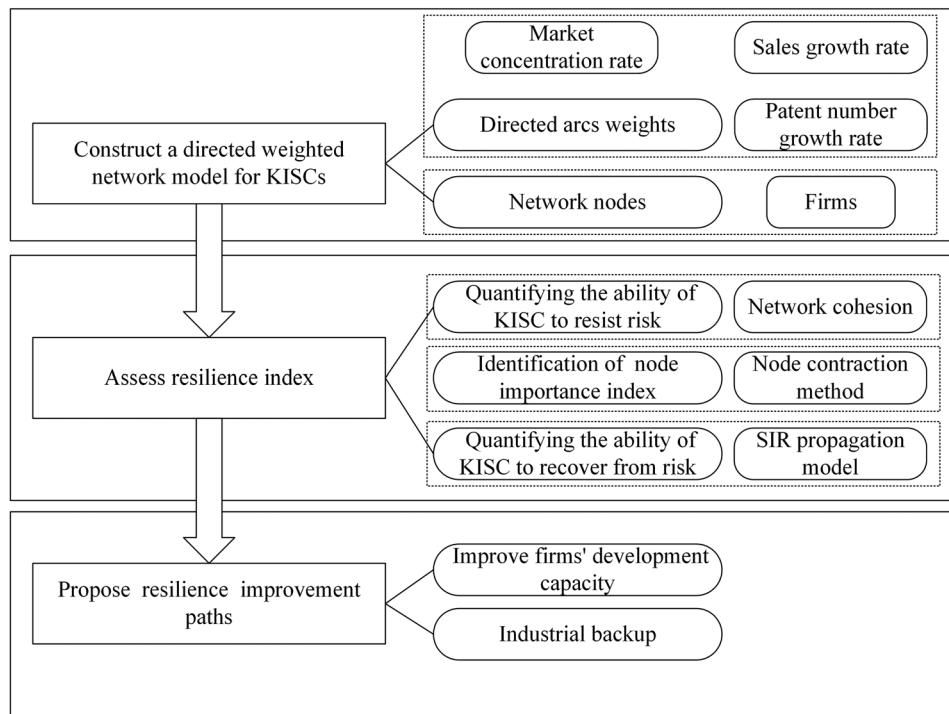 Market
concentration rate
Sales growth rate
Construct a directed weighted
network model for KISCs
Directed arcs weights
Patent number
growth rate
Network nodes
Firms
Assess resilience index
Quantifying the ability of
KISC to resist risk
Network cohesion
Identification of node
importance index
Node contraction
method
Quantifying the ability of
KISC to recover from risk
SIR propagation
model
Propose resilience improvement
paths
Improve firms' development
capacity
Industrial backup